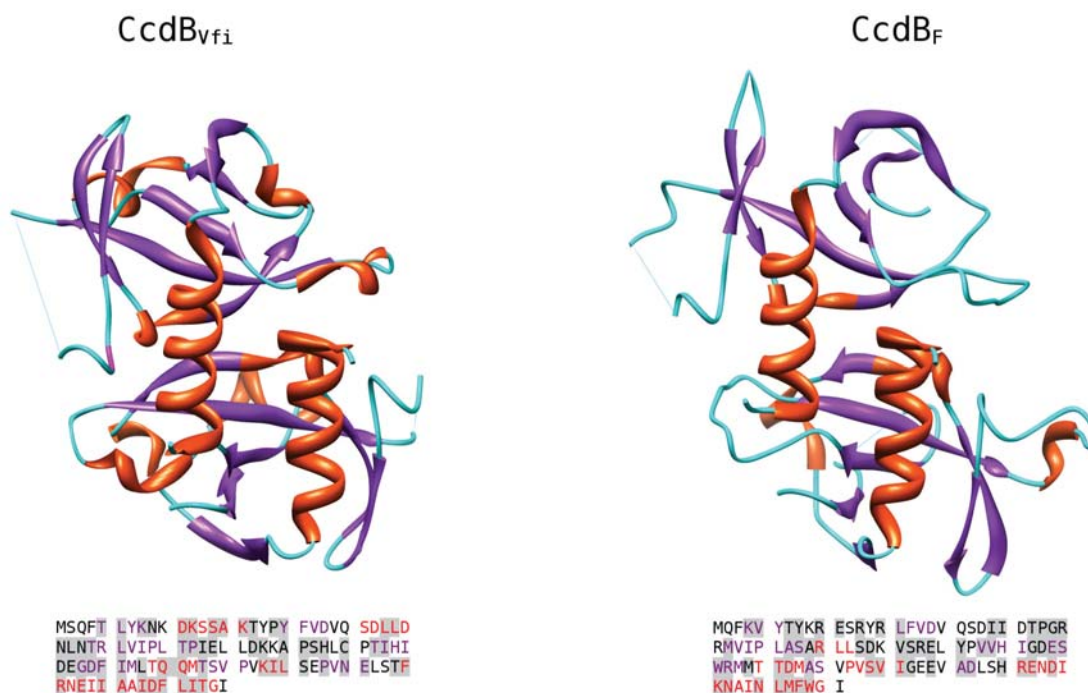 CcdBVfi
CcdBF
MSQFT LYKNK DKSSA KTYPY FVDVQ SDLLD
NLNTR LVIPL TPIEL LDKKA PSHLC PTIHI
DEGDF IMLTQ QMTSV PVKIL SEPVN ELSTF
RNEII AAIDF LITGI
MQFKV YTYKR ESRYR LFVDV QSDII DTPGR
RMVIP LASAR LLSDK VSREL YPVVH IGDES
WRMMT TDMAS VPVSV IGEEV ADLSH RENDI
KNAIN LMFWG I